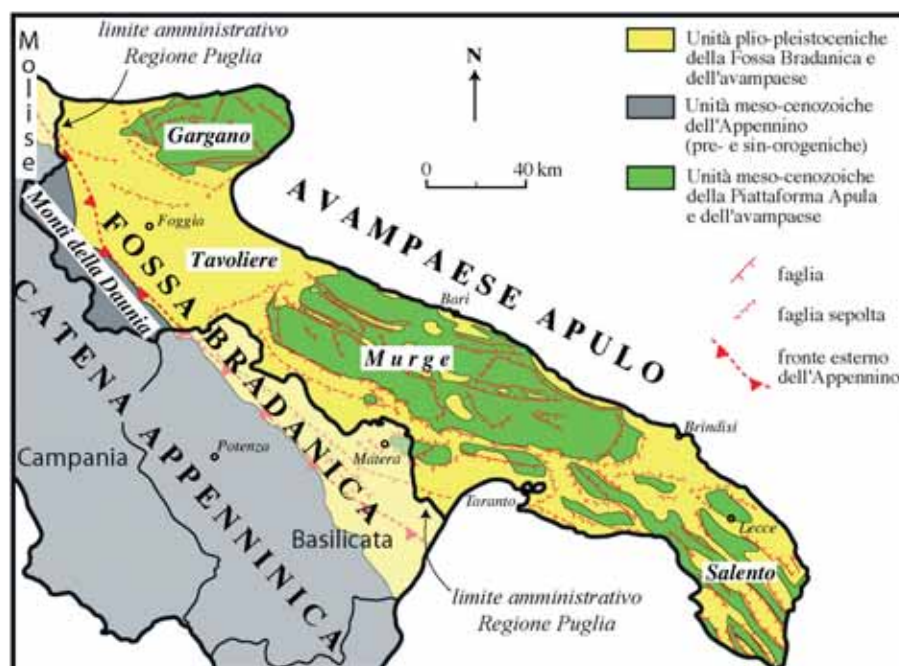 limite amministrativo
Regione Puglia
Molise
N
0 40 km
Unità plio-pleistoceniche
della Fossa Bradanica e
dell'avampaese
Unità meso-cenozoiche
dell'Appennino
(pre- e sin-orogeniche)
Unità meso-cenozoiche
della Piattaforma Apula
e dell'avampaese
faglia
faglia sepolta
fronte esterno
dell'Appennino
Gargano
Monti della Daunia
Foggia
Tavoliere
FOSSA BRADANICA
AVAMPAESE APULO
CATENA APPENNINICA
Bari
Murge
Brindisi
Campania
Potenza
Matera
Taranto
Lecce
Basilicata
Salento
limite amministrativo
Regione Puglia